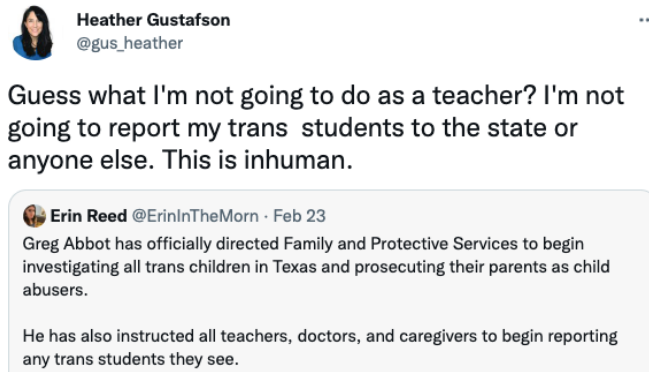 Heather Gustafson
@gus_heather
Guess what I'm not going to do as a teacher? I'm not
going to report my trans students to the state or
anyone else. This is inhuman.
Erin Reed @ErinInTheMorn · Feb 23
Greg Abbot has officially directed Family and Protective Services to begin
investigating all trans children in Texas and prosecuting their parents as child
abusers.
He has also instructed all teachers, doctors, and caregivers to begin reporting
any trans students they see.